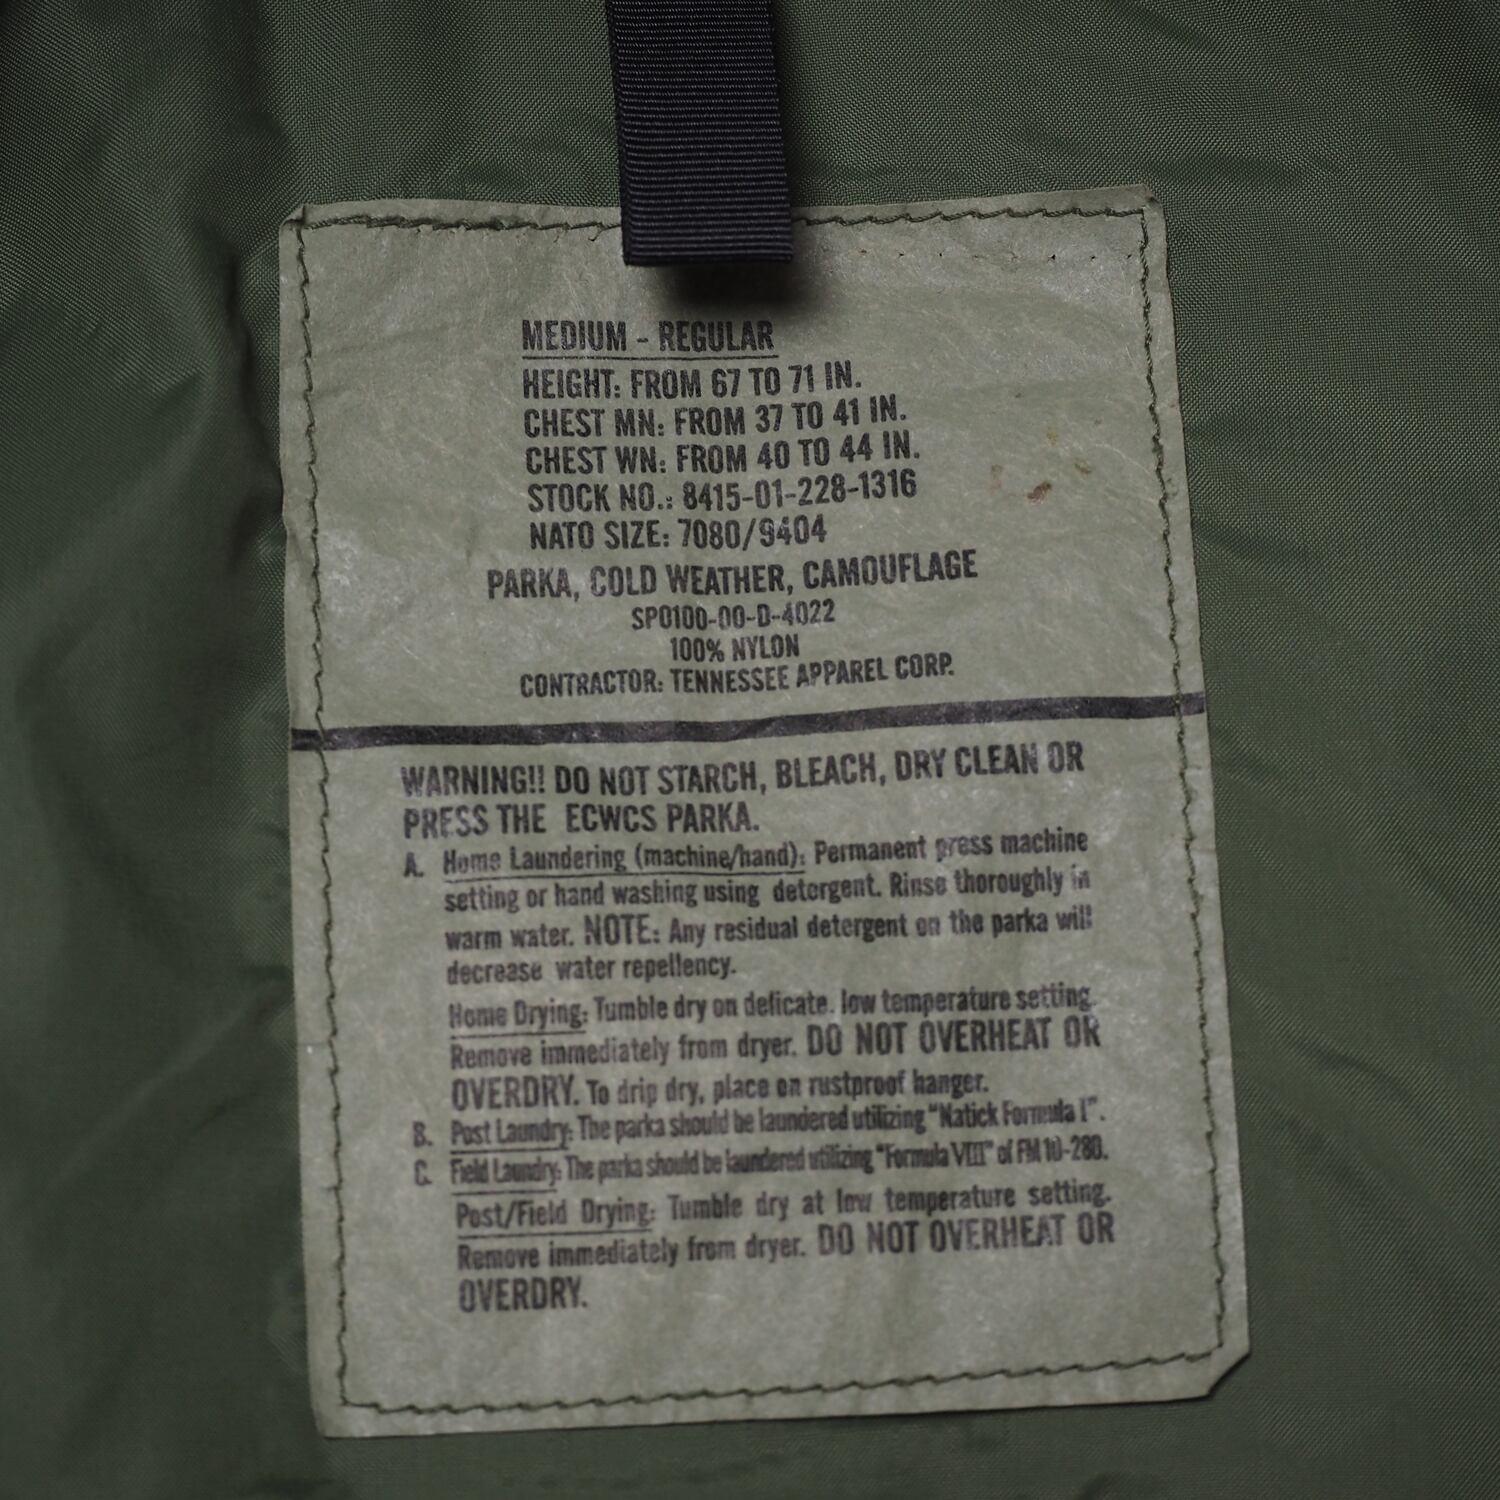 MEDIUM - REGULAR
HEIGHT: FROM 67 TO 71 IN.
CHEST MN: FROM 37 TO 41 IN.
CHEST WN: FROM 40 TO 44 IN.
STOCK NO.: 8415-01-228-1316
NATO SIZE: 7080/9404
PARKA, COLD WEATHER, CAMOUFLAGE
SPO100-00-D-4022
100% NYLON
CONTRACTOR: TENNESSEE APPAREL CORP.
WARNING!! DO NOT STARCH, BLEACH, DRY CLEAN OR
PRESS THE ECWCS PARKA.
A. Home Laundering (machine/hand): Permanent press machine
setting or hand washing using detergent. Rinse thoroughly in
warm water. NOTE: Any residual detergent on the parka will
decrease water repellency.
Home Drying: Tumble dry on delicate. low temperature setting.
Remove immediately from dryer. DO NOT OVERHEAT OR
OVERDRY. To drip dry, place on rustproof hanger.
B. Post Laundry: The parka should be laundered utilizing "Natick Formula I".
C. Field Laundry: The parka should be laundered utilizing "Formula VIII" of FM 10-280.
Post/Field Drying: Tumble dry at low temperature setting.
Remove immediately from dryer. DO NOT OVERHEAT OR
OVERDRY.